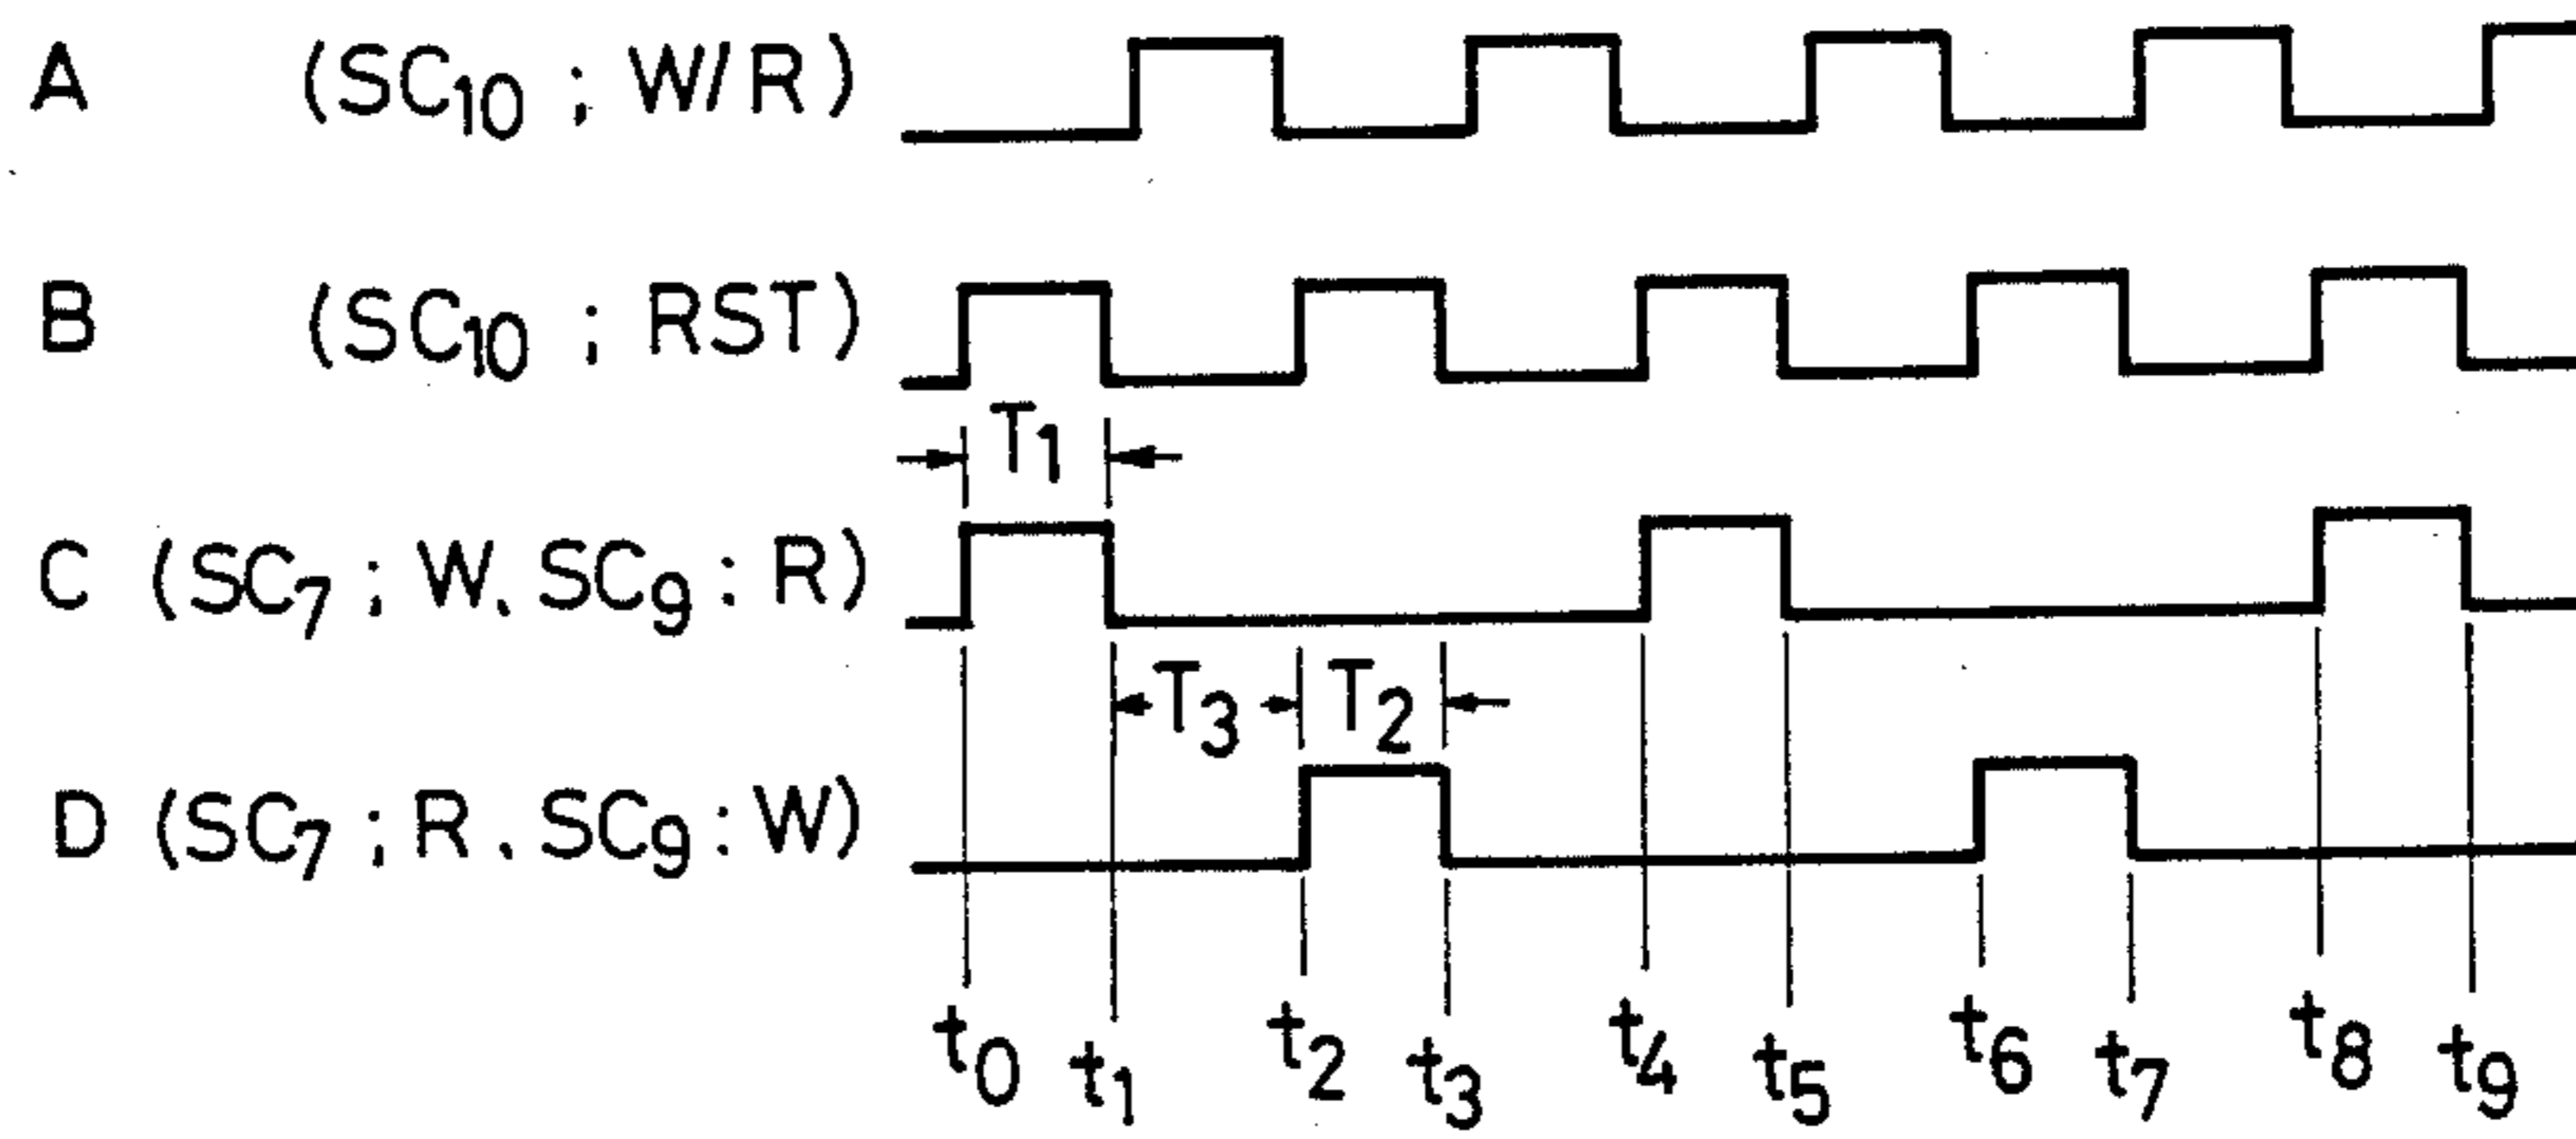 A (SC₁₀ ; W/R)
B (SC₁₀ ; RST)
T₁
C (SC₇ ; W. SC₉ : R)
T₃ T₂
D (SC₇ ; R . SC₉ : W)
t₀ t₁ t₂ t₃ t₄ t₅ t₆ t₇ t₈ t₉